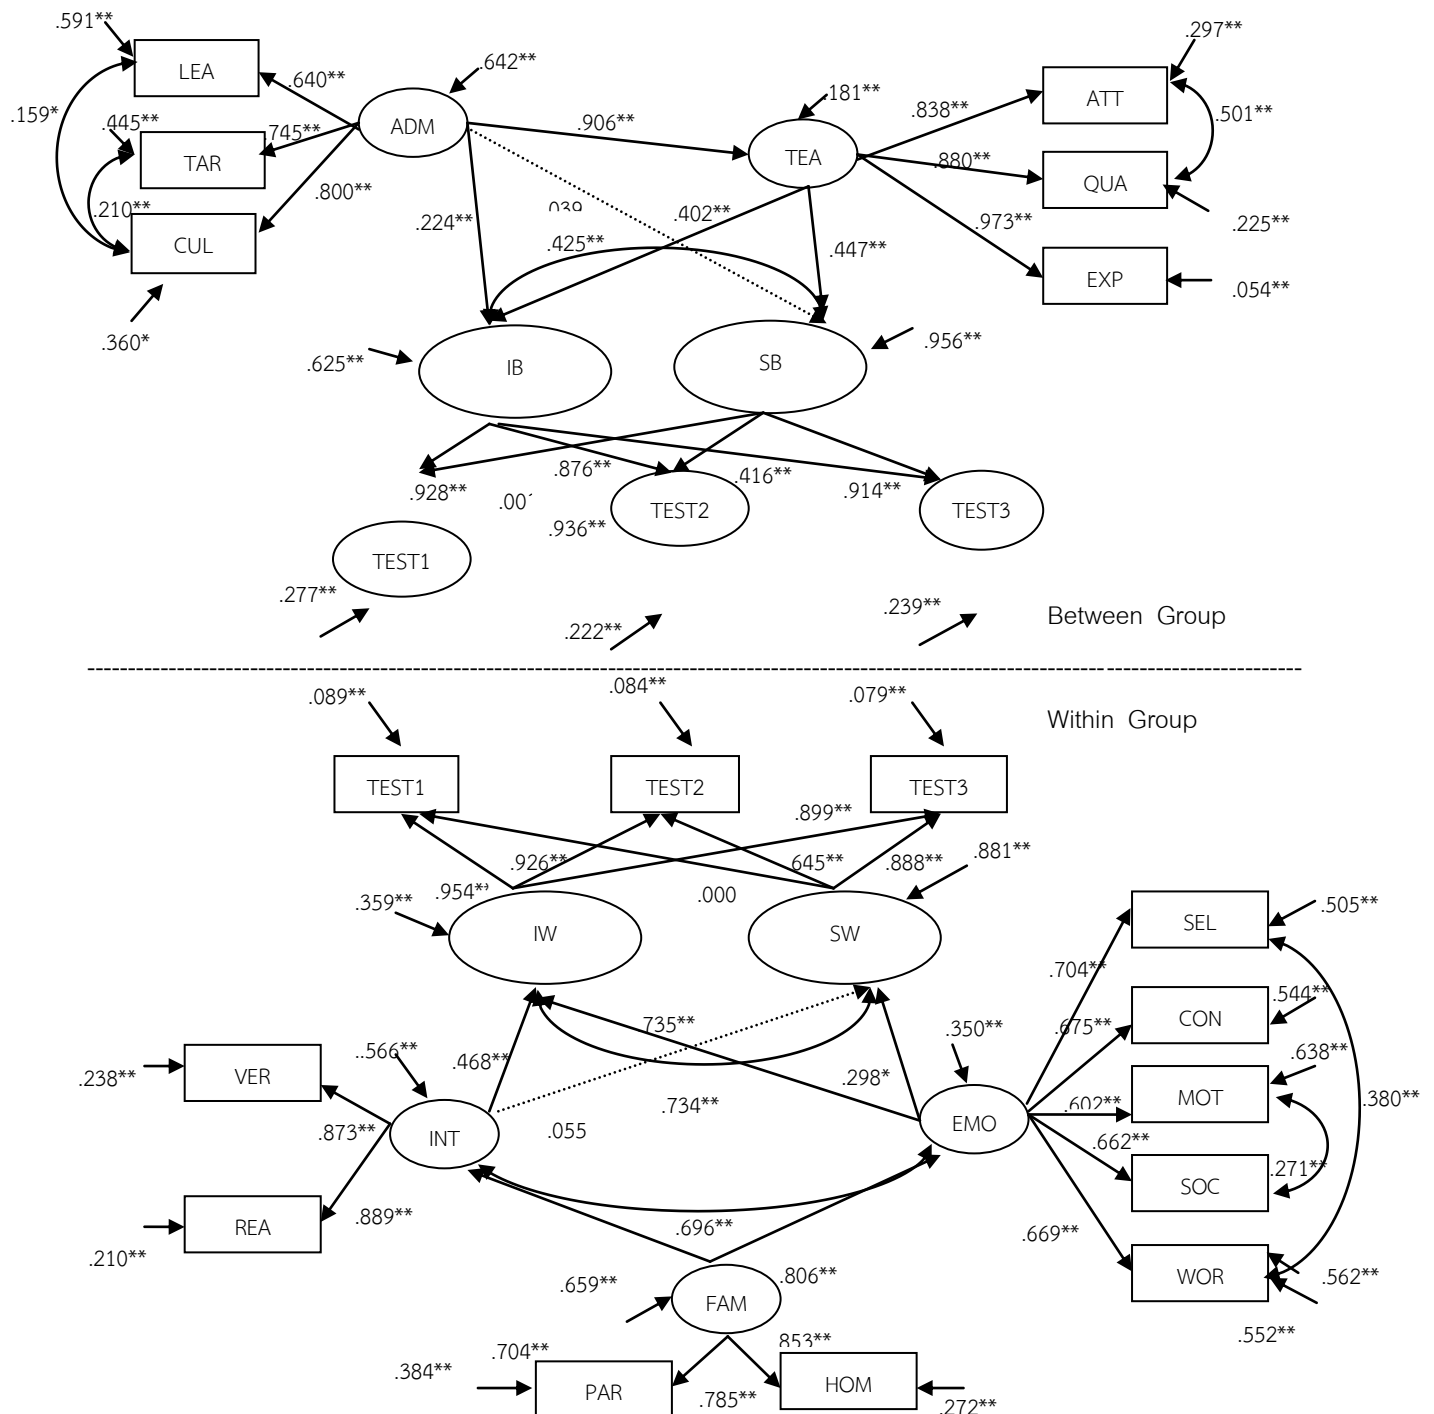 .591**
LEA
.640**
.642**
.297**
ATT
.159*
.445**
.745**
ADM
.906**
.181**
.838**
.501**
TAR
TEA
.880**
QUA
.210**
.800**
.224**
.402**
.973**
.225**
CUL
.425**
.447**
EXP
.054**
.360*
.625**
IB
SB
.956**
.876**
.416**
.928**
.914**
.936**
TEST2
TEST3
TEST1
.277**
.222**
.239**
Between Group
.089**
.084**
.079**
Within Group
TEST1
TEST2
TEST3
.899**
.926**
.645**
.888**
.881**
.954**
.000
.359**
IW
SW
SEL
.505**
.704**
.735**
.350**
.675**
CON
.544**
.238**
VER
..566**
.468**
.298*
.638**
MOT
.602**
.380**
.734**
.873**
INT
.055
EMO
.662**
.271**
SOC
REA
.889**
.210**
.696**
.669**
.659**
FAM
.806**
WOR
.562**
.552**
.704**
.853**
.384**
PAR
.785**
HOM
.272**